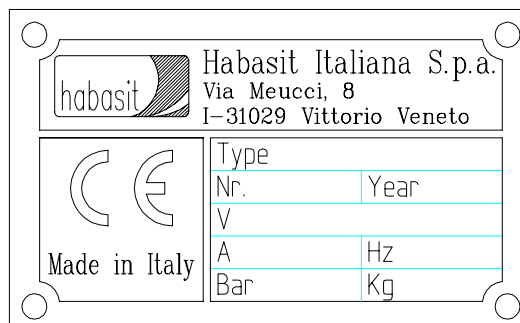 habasit
Habasit Italiana S.p.a.
Via Meucci, 8
I-31029 Vittorio Veneto
CE
Made in Italy
Type
Nr. Year
V
A Hz
Bar Kg